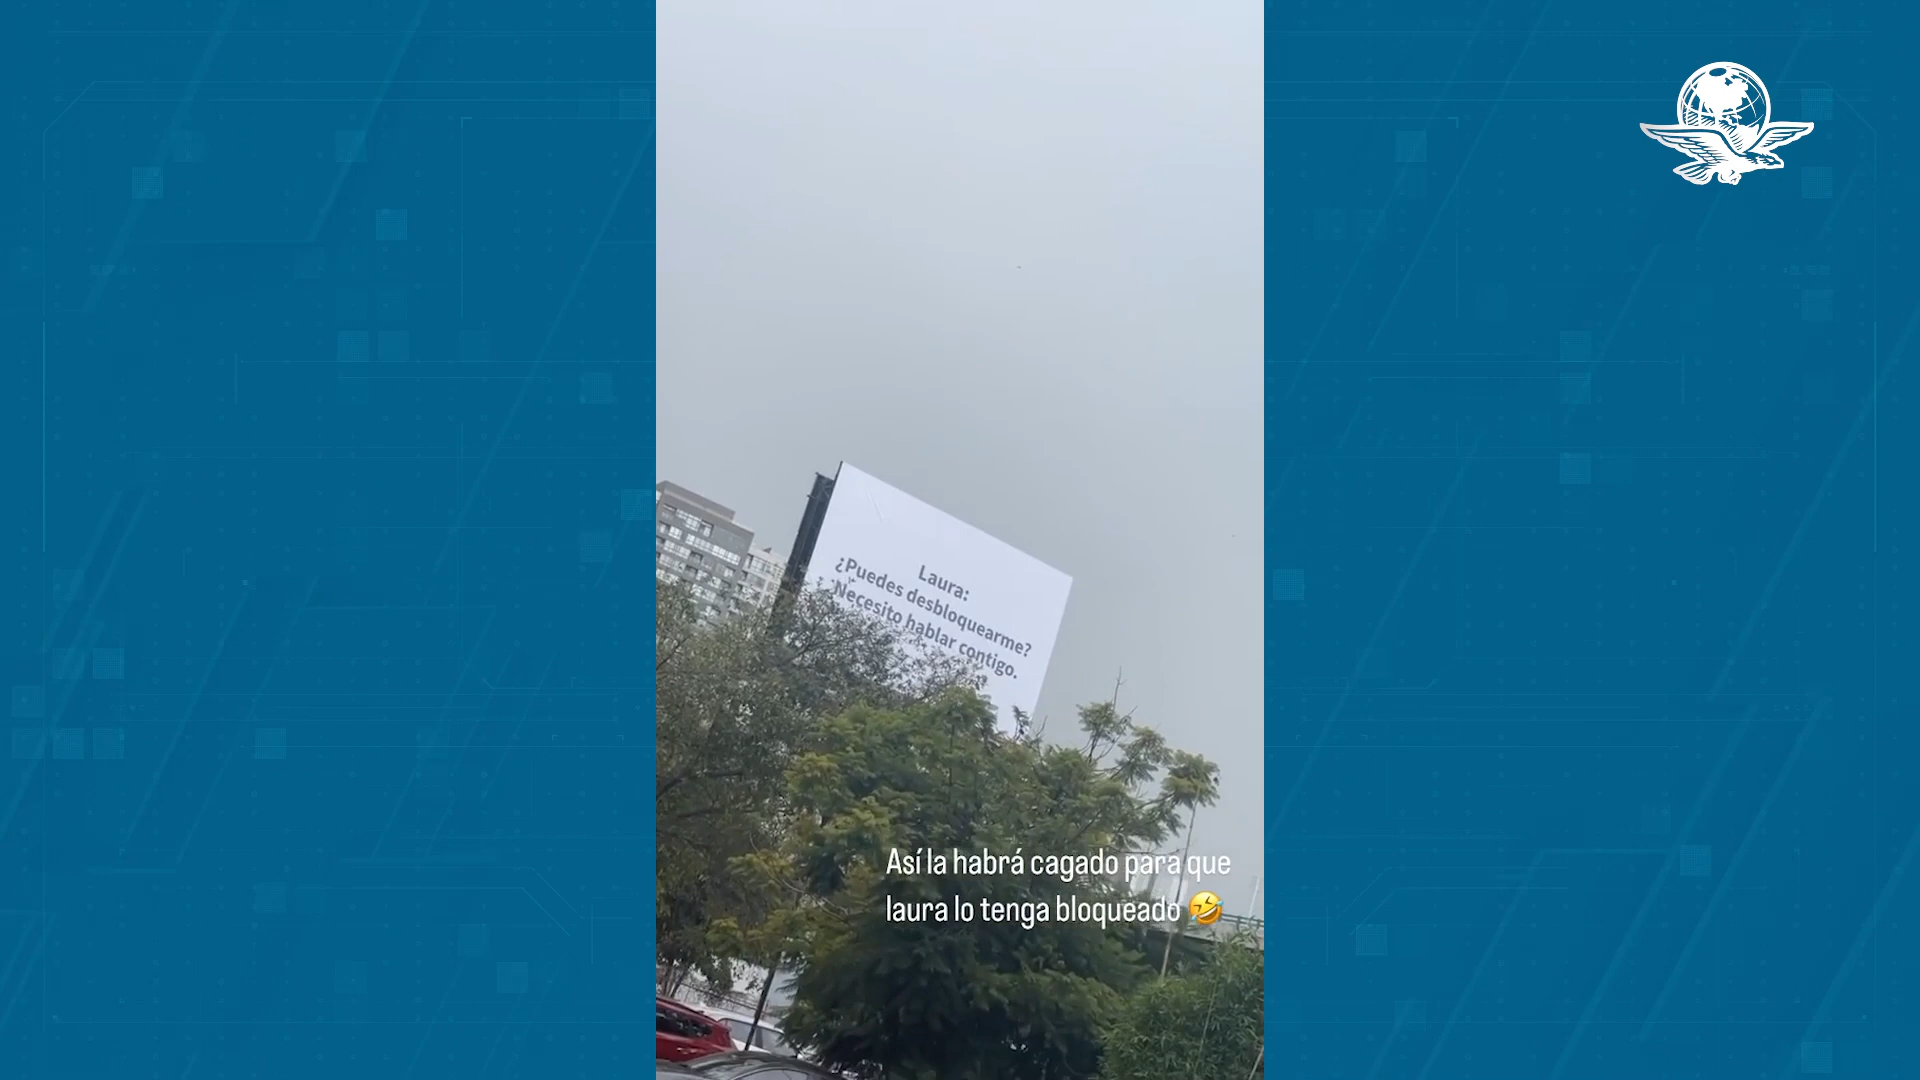 Laura:
¿Puedes desbloquearme?
Necesito hablar contigo.
Así la habrá cagado para que
laura lo tenga bloqueado 🤣